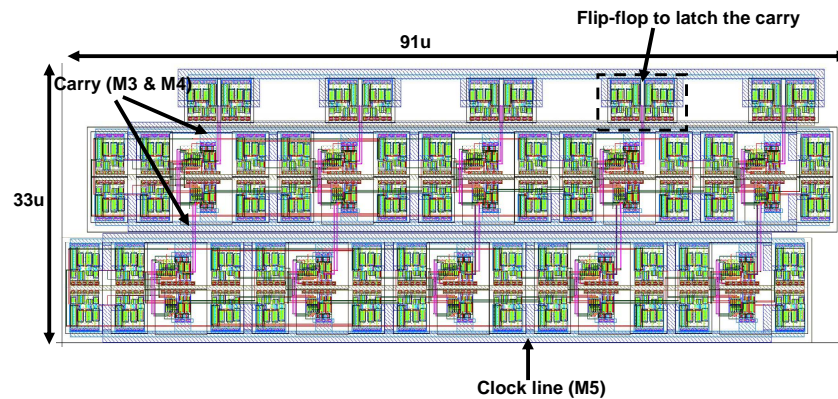 Flip-flop to latch the carry
91u
Carry (M3 & M4)
33u
Clock line (M5)